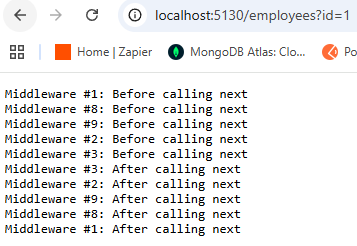 localhost:5130/employees?id=1
Home | Zapier
MongoDB Atlas: Clo...
Po
Middleware #1: Before calling next
Middleware #8: Before calling next
Middleware #9: Before calling next
Middleware #2: Before calling next
Middleware #3: Before calling next
Middleware #3: After calling next
Middleware #2: After calling next
Middleware #9: After calling next
Middleware #8: After calling next
Middleware #1: After calling next